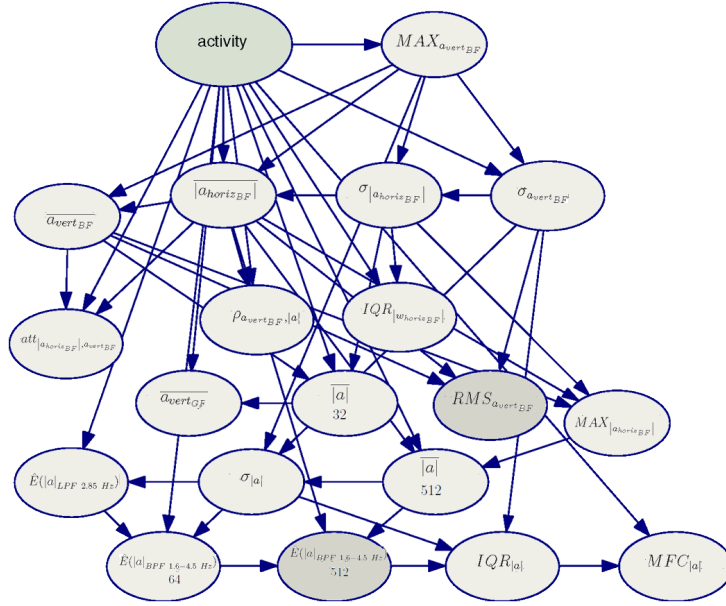 activity
MAX_{a_{vert_{BF}}}
\overline{a_{vert_{BF}}}
\overline{|a_{horiz_{BF}}|}
σ_{|a_{horiz_{BF}}|}
σ_{a_{vert_{BF}}}
att_{|a_{horiz_{BF}}|,a_{vert_{BF}}}
ρ_{a_{vert_{BF}},|a|}
IQR_{|w_{horiz_{BF}}|}
\overline{a_{vert_{GF}}}
\overline{|a|}
32
RMS_{a_{vert_{BF}}}
MAX_{|a_{horiz_{BF}}|}
Ê(|a|_{LPF 2.85 Hz})
σ_{|a|}
\overline{|a|}
512
Ê(|a|_{BPF 1.6–4.5 Hz})
64
Ê(|a|_{BPF 1.6–4.5 Hz})
512
IQR_{|a|}
MFC_{|a|}